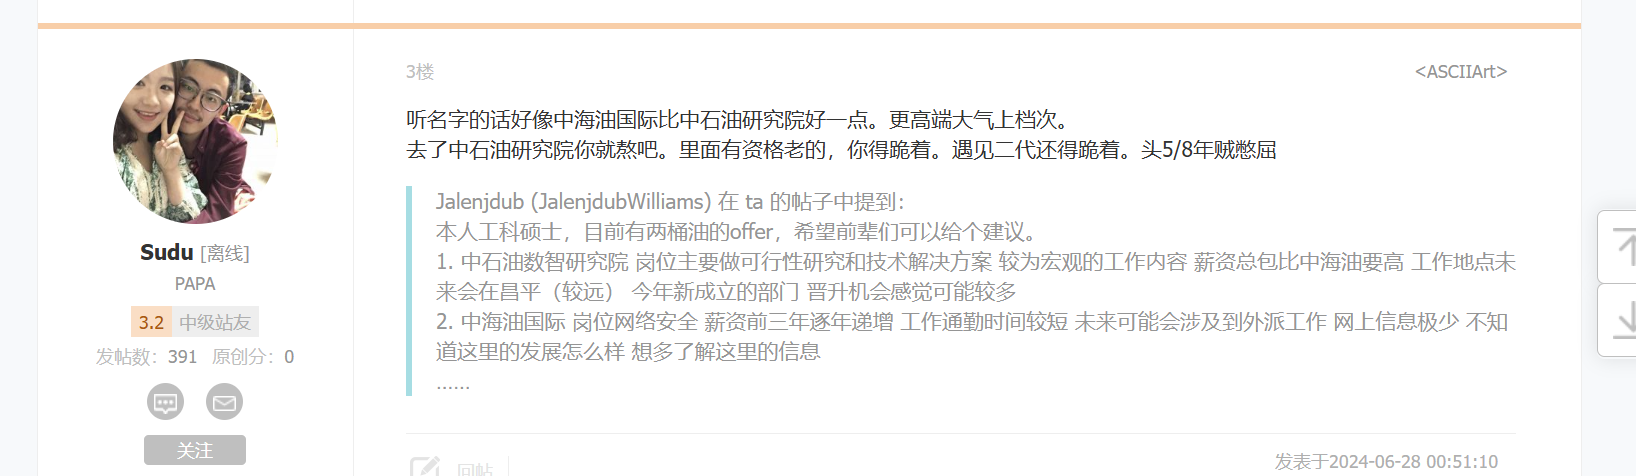 3楼
<ASCIIArt>
听名字的话好像中海油国际比中石油研究院好一点。更高端大气上档次。
去了中石油研究院你就熬吧。里面有资格老的，你得跪着。遇见二代还得跪着。头5/8年贼憋屈
Jalenjdub (JalenjdubWilliams) 在 ta 的帖子中提到：
本人工科硕士，目前有两桶油的offer，希望前辈们可以给个建议。
1. 中石油数智研究院 岗位主要做可行性研究和技术解决方案 较为宏观的工作内容 薪资总包比中海油要高 工作地点未
来会在昌平（较远） 今年新成立的部门 晋升机会感觉可能较多
2. 中海油国际 岗位网络安全 薪资前三年逐年递增 工作通勤时间较短 未来可能会涉及到外派工作 网上信息极少 不知
道这里的发展怎么样 想多了解这里的信息
……
Sudu [离线]
PAPA
3.2 中级站友
发帖数：391 原创分：0
关注
回帖
发表于2024-06-28 00:51:10